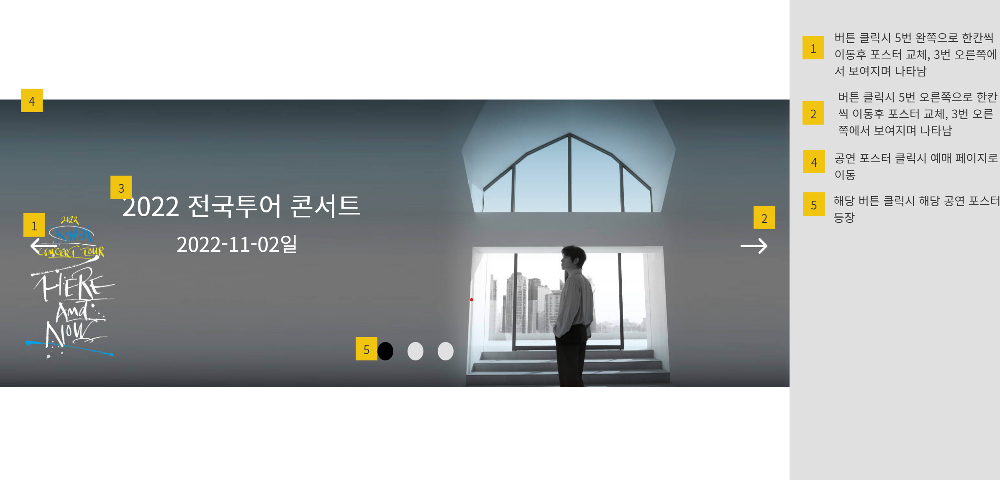 4
3
2022 전국투어 콘서트
2022-11-02일
1
2022
K.Will
CONCERT TOUR
HERE
AND
NOW
2
5
1
버튼 클릭시 5번 완쪽으로 한칸씩
이동후 포스터 교체, 3번 오른쪽에
서 보여지며 나타남
2
버튼 클릭시 5번 오른쪽으로 한칸
씩 이동후 포스터 교체, 3번 오른
쪽에서 보여지며 나타남
4
공연 포스터 클릭시 예매 페이지로
이동
5
해당 버튼 클릭시 해당 공연 포스터
등장